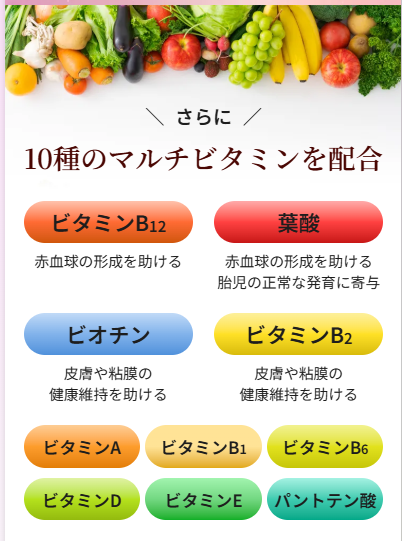 さらに
10種のマルチビタミンを配合
ビタミンB12
葉酸
赤血球の形成を助ける
赤血球の形成を助ける
胎児の正常な発育に寄与
ビオチン
ビタミンB2
皮膚や粘膜の
健康維持を助ける
皮膚や粘膜の
健康維持を助ける
ビタミンA
ビタミンB1
ビタミンB6
ビタミンD
ビタミンE
パントテン酸